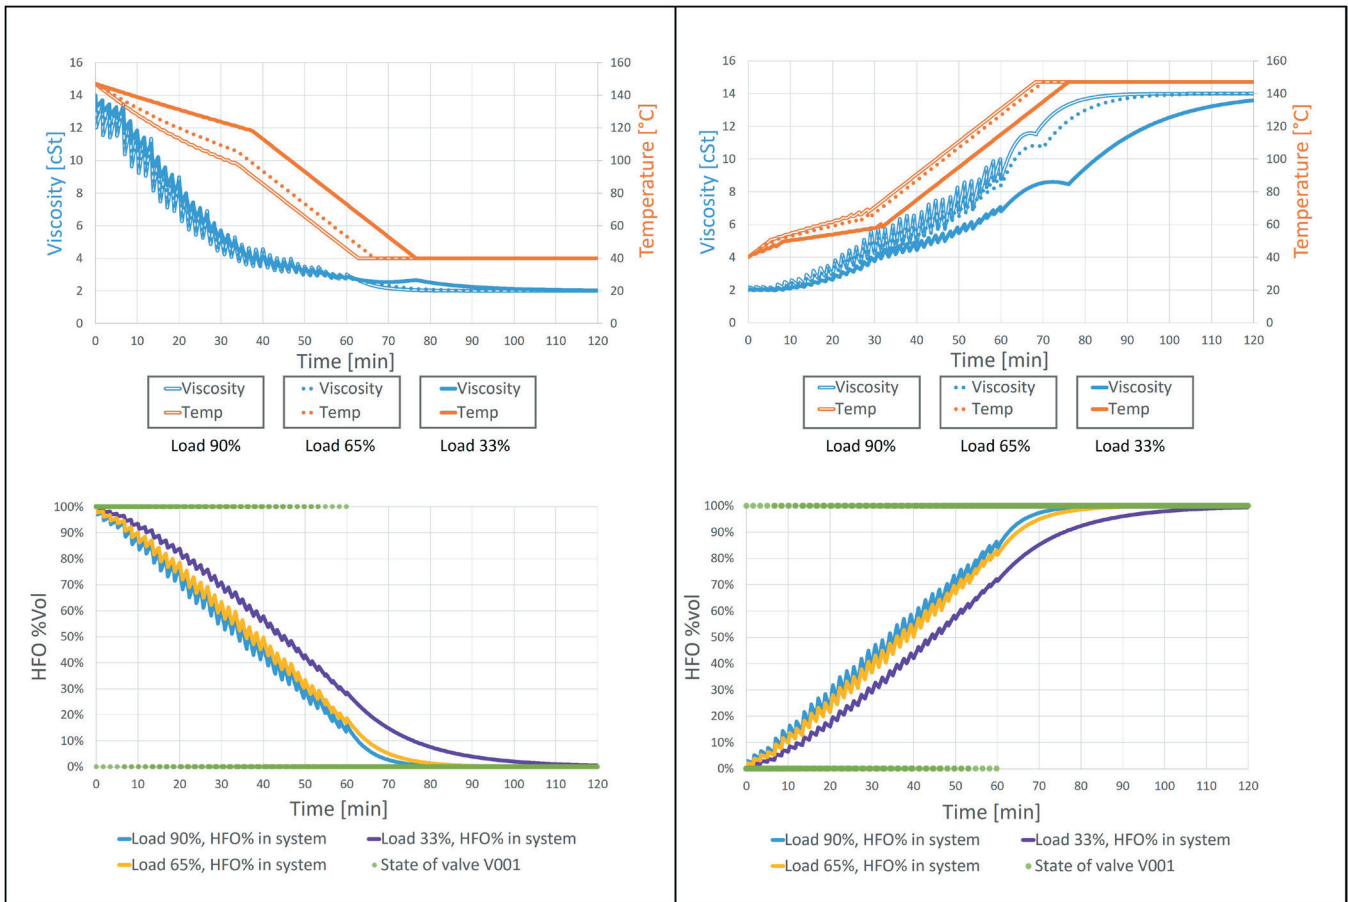 16
14
12
10
8
6
4
2
0
Viscosity [cSt]
160
140
120
100
80
60
40
20
0
Temperature [°C]
0 10 20 30 40 50 60 70 80 90 100 110 120
Time [min]
Viscosity Viscosity Viscosity
Temp Temp Temp
Load 90% Load 65% Load 33%
16
14
12
10
8
6
4
2
0
Viscosity [cSt]
160
140
120
100
80
60
40
20
0
Temperature [°C]
0 10 20 30 40 50 60 70 80 90 100 110 120
Time [min]
Viscosity Viscosity Viscosity
Temp Temp Temp
Load 90% Load 65% Load 33%
100%
90%
80%
70%
60%
50%
40%
30%
20%
10%
0%
HFO %Vol
0 10 20 30 40 50 60 70 80 90 100 110 120
Time [min]
Load 90%, HFO% in system Load 33%, HFO% in system
Load 65%, HFO% in system State of valve V001
100%
90%
80%
70%
60%
50%
40%
30%
20%
10%
0%
HFO %vol
0 10 20 30 40 50 60 70 80 90 100 110 120
Time [min]
Load 90%, HFO% in system Load 33%, HFO% in system
Load 65%, HFO% in system State of valve V001